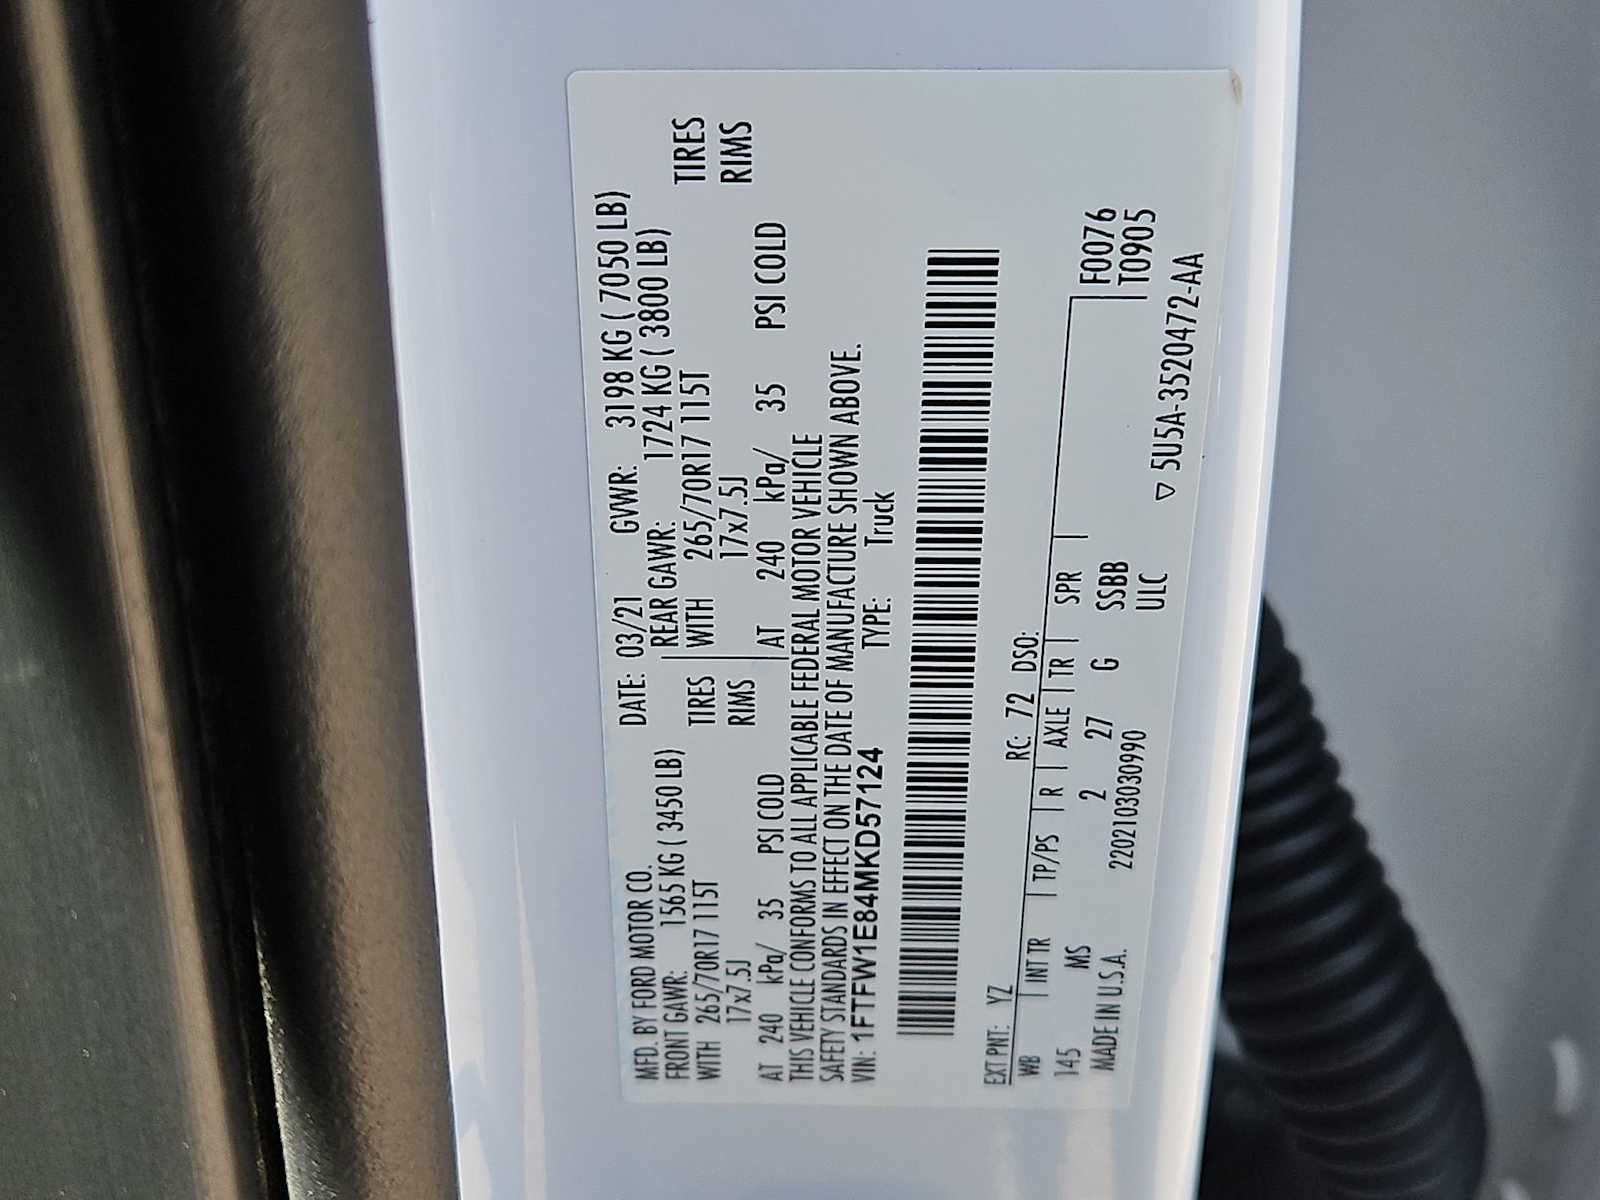 MFD. BY FORD MOTOR CO. DATE: 03/21 GVWR: 3198 KG ( 7050 LB)
FRONT GAWR: 1565 KG ( 3450 LB) REAR GAWR: 1724 KG ( 3800 LB)
WITH 265/70R17 115T TIRES WITH 265/70R17 115T TIRES
17x7.5J RIMS 17x7.5J RIMS
AT 240 kPa/ 35 PSI COLD AT 240 kPa/ 35 PSI COLD
THIS VEHICLE CONFORMS TO ALL APPLICABLE FEDERAL MOTOR VEHICLE
SAFETY STANDARDS IN EFFECT ON THE DATE OF MANUFACTURE SHOWN ABOVE.
VIN: 1FTFW1E84MKD57124 TYPE: Truck
EXT PNT: YZ RC: 72 DSO:
WB INT TR TP/PS R AXLE TR SPR F0076
145 MS 2 27 G SSBB T0905
MADE IN U.S.A. 2202103030990 ULC
▽ 5U5A-3520472-AA